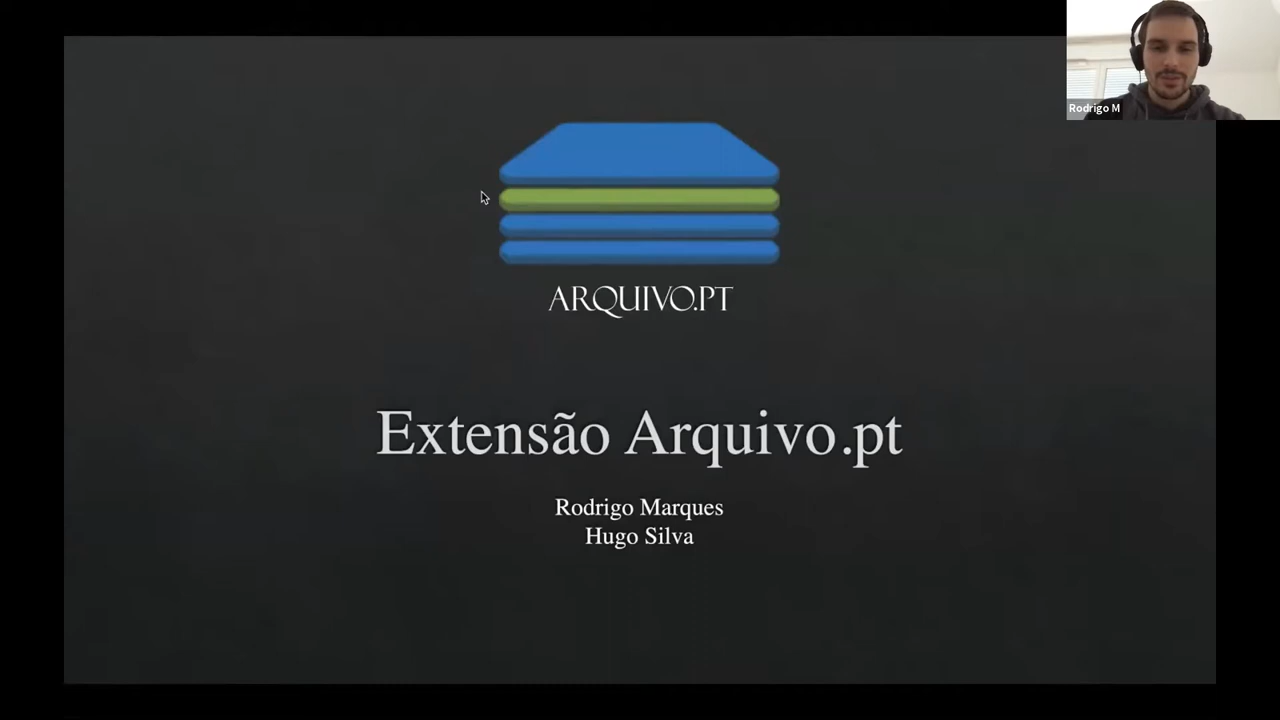 Rodrigo M
ARQUIVO.PT
Extensão Arquivo.pt
Rodrigo Marques
Hugo Silva